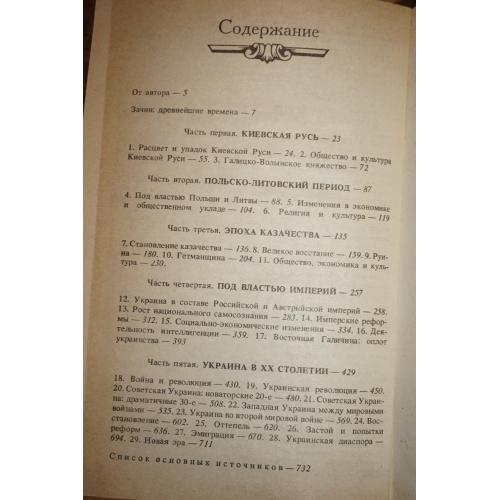 Содержание
От автора — 5
Зачин: древнейшие времена — 7
Часть первая. КИЕВСКАЯ РУСЬ — 23
1. Расцвет и упадок Киевской Руси — 24. 2. Общество и культура
Киевской Руси — 55. 3. Галицко-Волынское княжество — 72
Часть вторая. ПОЛЬСКО-ЛИТОВСКИЙ ПЕРИОД — 87
4. Под властью Польши и Литвы — 88. 5. Изменения в экономике
и общественном укладе — 104. 6. Религия и культура — 119
Часть третья. ЭПОХА КАЗАЧЕСТВА — 135
7. Становление казачества — 136. 8. Великое восстание — 159. 9. Руи-
на — 180. 10. Гетманщина — 204. 11. Общество, экономика и куль-
тура — 230.
Часть четвертая. ПОД ВЛАСТЬЮ ИМПЕРИЙ — 257
12. Украина в составе Российской и Австрийской империй — 258.
13. Рост национального самосознания — 283. 14. Имперские рефор-
мы — 312. 15. Социально-экономические изменения — 334. 16. Дея-
тельность интеллигенции — 359. 17. Восточная Галичина: оплот
украинства — 393
Часть пятая. УКРАИНА В XX СТОЛЕТИИ — 429
18. Война и революция — 430. 19. Украинская революция — 450.
20. Советская Украина: новаторские 20-е — 480. 21. Советская Украи-
на: драматичные 30-е — 508. 22. Западная Украина между мировыми
войнами — 535. 23. Украина во второй мировой войне — 569. 24. Вос-
становление — 602. 25. Оттепель — 620. 26. Застой и попытки
реформ — 636. 27. Эмиграция — 670. 28. Украинская диаспора —
694. 29. Новая эра — 711
Список основных источников — 732